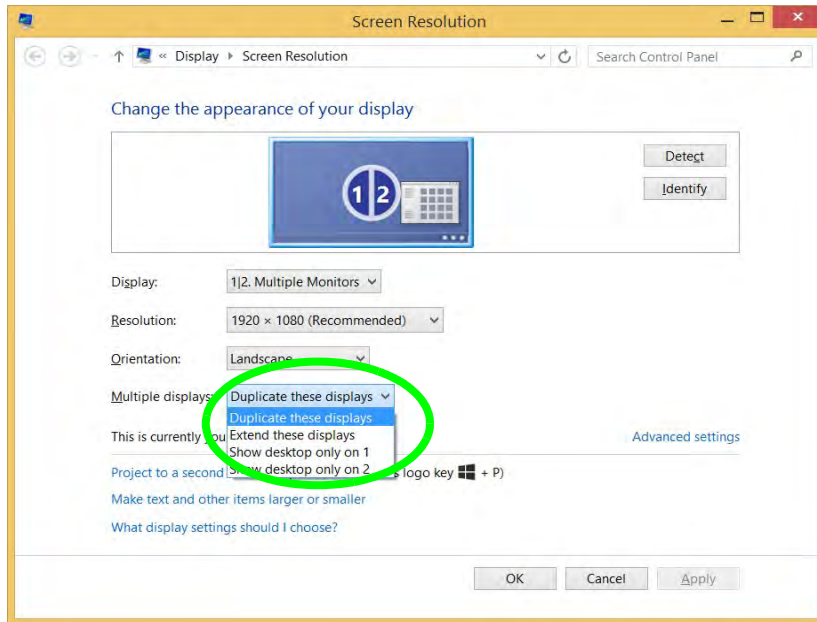 Screen Resolution
« Display ▸ Screen Resolution
Search Control Panel
Change the appearance of your display
1|2
Detect
Identify
Display: 1|2. Multiple Monitors
Resolution: 1920 × 1080 (Recommended)
Orientation: Landscape
Multiple displays: Duplicate these displays
Duplicate these displays
This is currently you
Extend these displays
Advanced settings
Show desktop only on 1
Project to a second
Show desktop only on 2
logo key + P)
Make text and other items larger or smaller
What display settings should I choose?
OK Cancel Apply